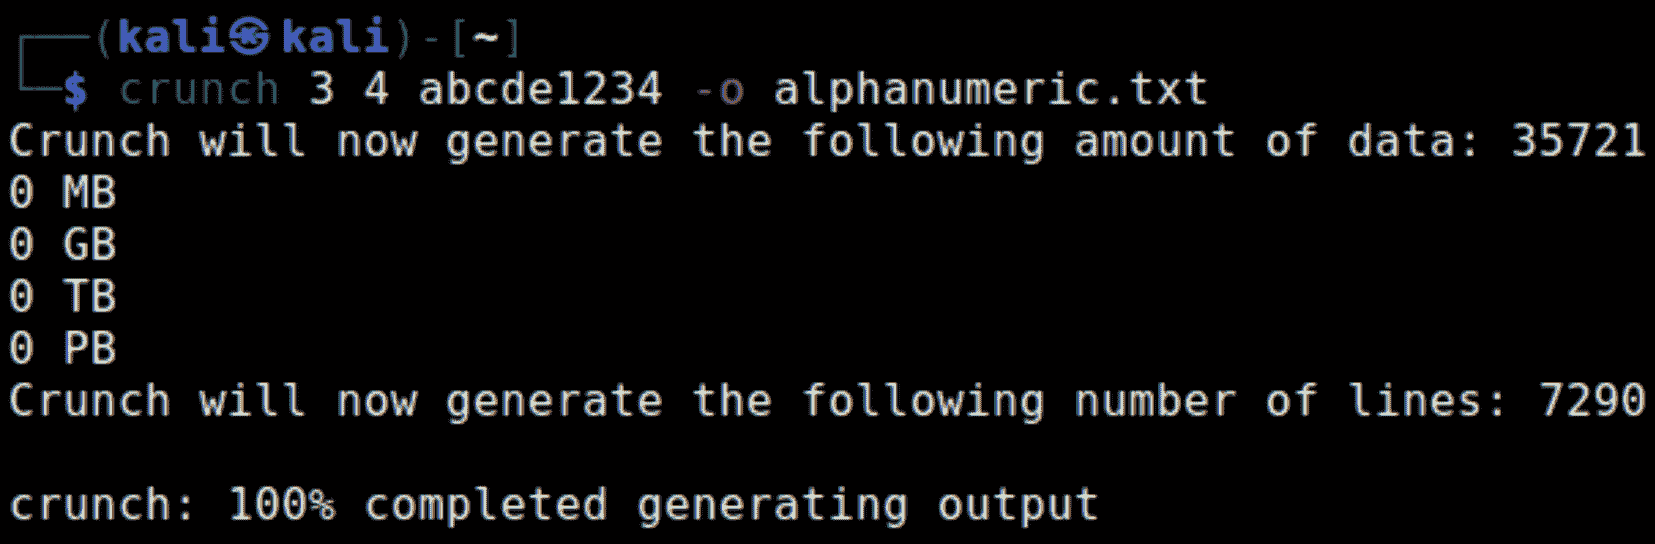 ┌──(kali㉿kali)-[~]
└─$ crunch 3 4 abcde1234 -o alphanumeric.txt
Crunch will now generate the following amount of data: 35721
0 MB
0 GB
0 TB
0 PB
Crunch will now generate the following number of lines: 7290
crunch: 100% completed generating output